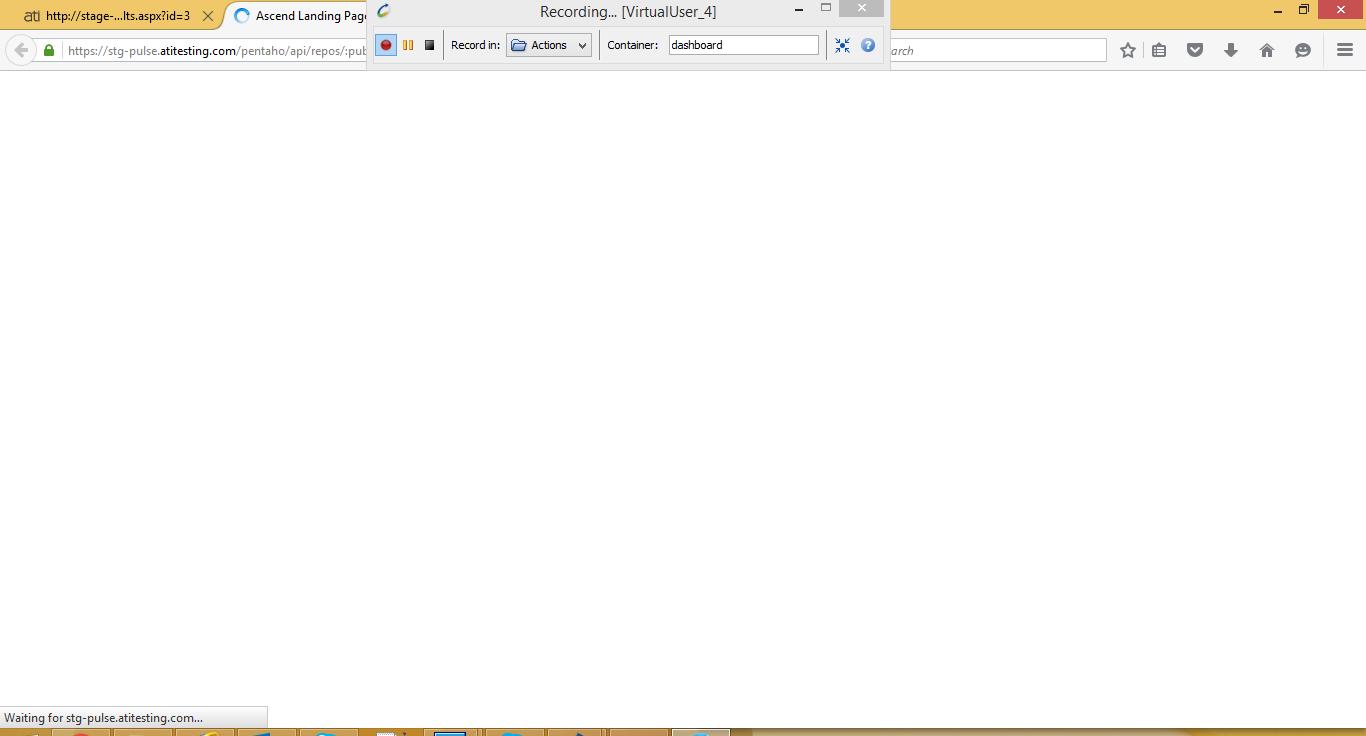 ati http://stage-...lts.aspx?id=3
Ascend Landing Page
Recording... [VirtualUser_4]
https://stg-pulse.atitesting.com/pentaho/api/repos/:pub
Record in: Actions Container: dashboard
arch
Waiting for stg-pulse.atitesting.com...